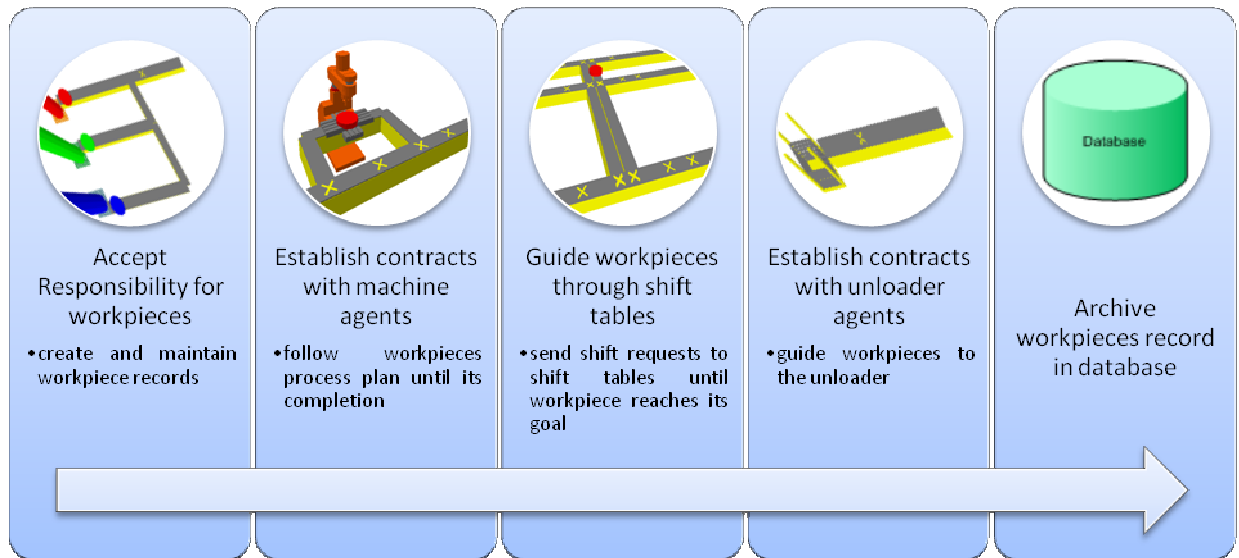 Accept
Responsibility for
workpieces
•create and maintain
workpiece records
Establish contracts
with machine
agents
•follow workpieces
process plan until its
completion
Guide workpieces
through shift
tables
•send shift requests to
shift tables until
workpiece reaches its
goal
Establish contracts
with unloader
agents
•guide workpieces to
the unloader
Database
Archive
workpieces record
in database